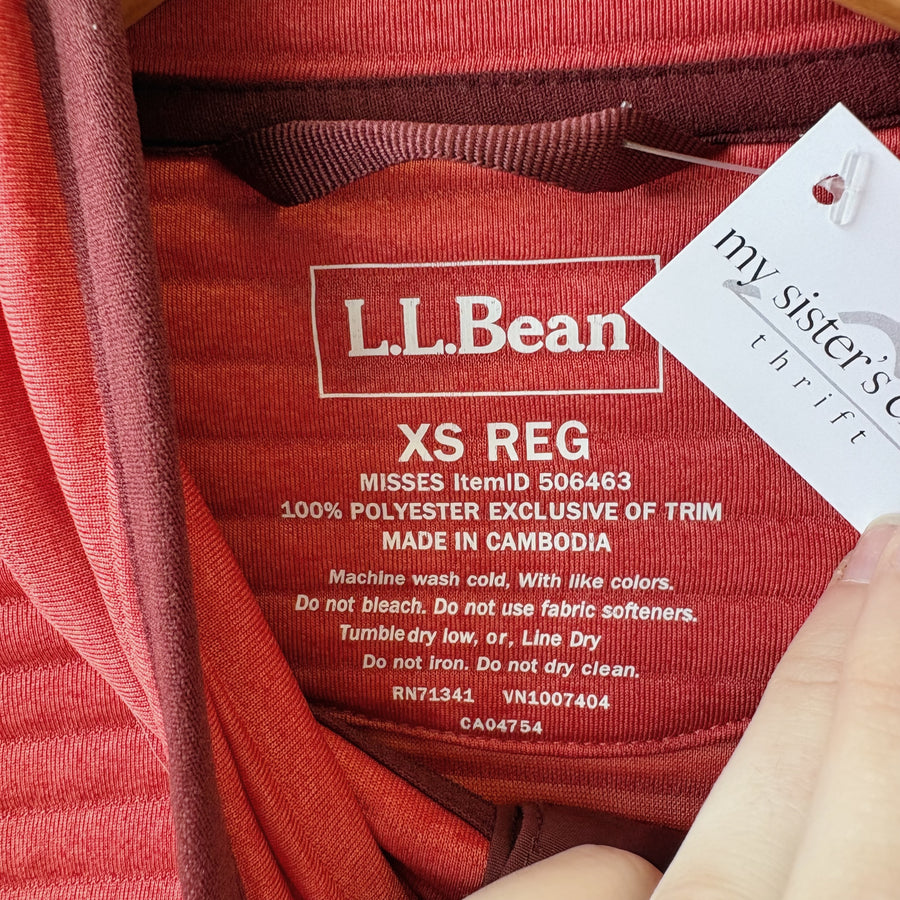 L.L.Bean
XS REG
MISSES ItemID 506463
100% POLYESTER EXCLUSIVE OF TRIM
MADE IN CAMBODIA
Machine wash cold, With like colors.
Do not bleach. Do not use fabric softeners.
Tumble dry low, or, Line Dry
Do not iron. Do not dry clean.
RN71341 VN1007404
CA04754
my sister's
thrift